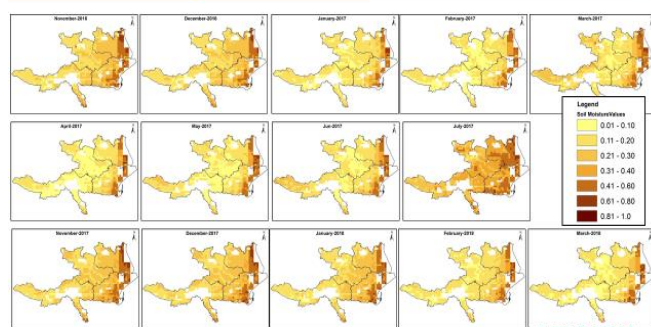 November-2016
December-2016
January-2017
February-2017
March-2017
April-2017
May-2017
Jun-2017
July-2017
Legend
Soil MoistureValues
0.01 - 0.10
0.11 - 0.20
0.21 - 0.30
0.31 - 0.40
0.41 - 0.60
0.61 - 0.80
0.81 - 1.0
November-2017
December-2017
January-2018
February-2018
March-2018